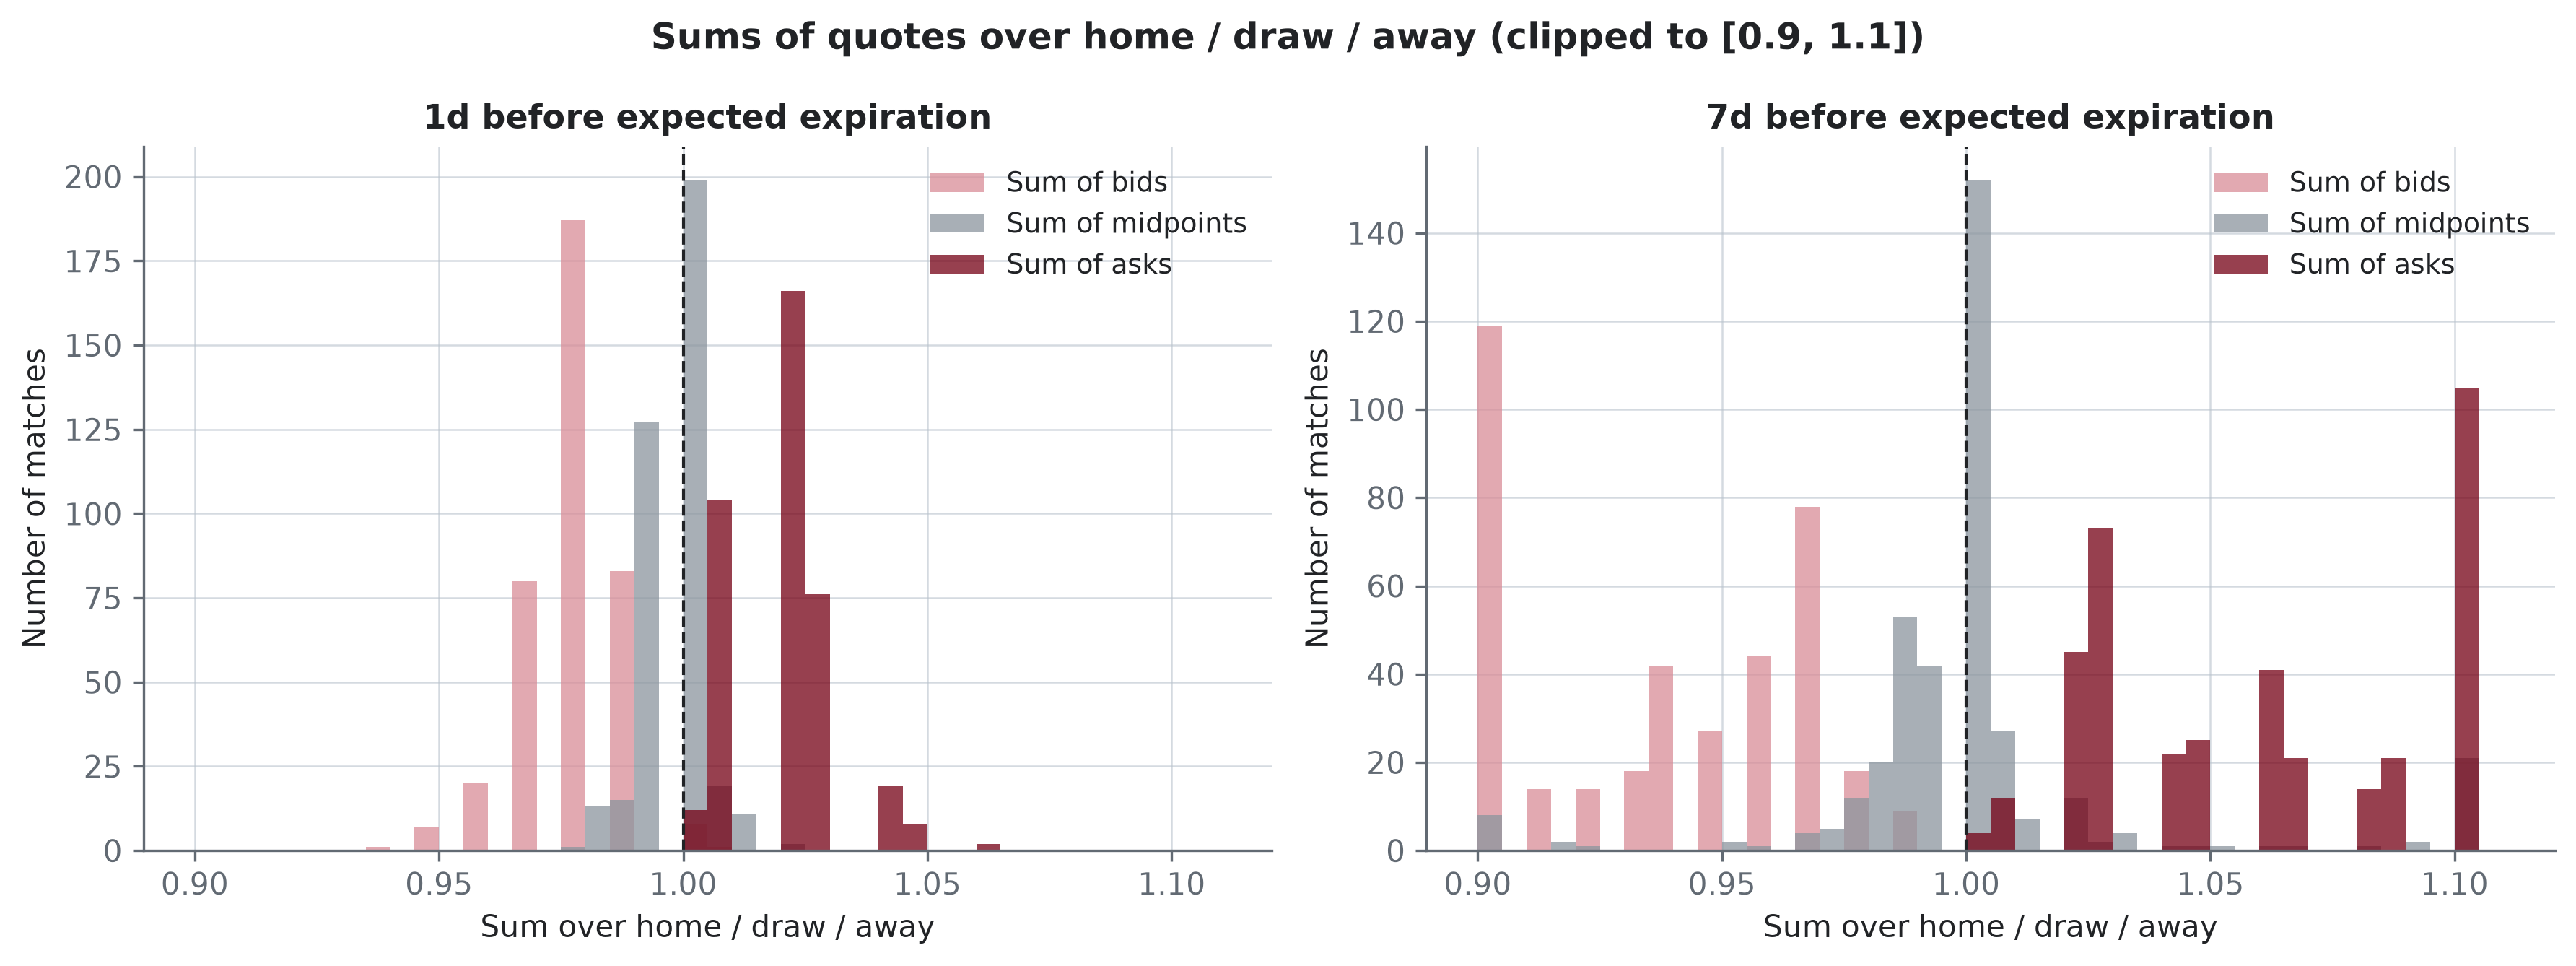 Sums of quotes over home / draw / away (clipped to [0.9, 1.1])
1d before expected expiration
Number of matches
200
175
150
125
100
75
50
25
0
Sum of bids
Sum of midpoints
Sum of asks
0.90 0.95 1.00 1.05 1.10
Sum over home / draw / away
7d before expected expiration
Number of matches
140
120
100
80
60
40
20
0
Sum of bids
Sum of midpoints
Sum of asks
0.90 0.95 1.00 1.05 1.10
Sum over home / draw / away